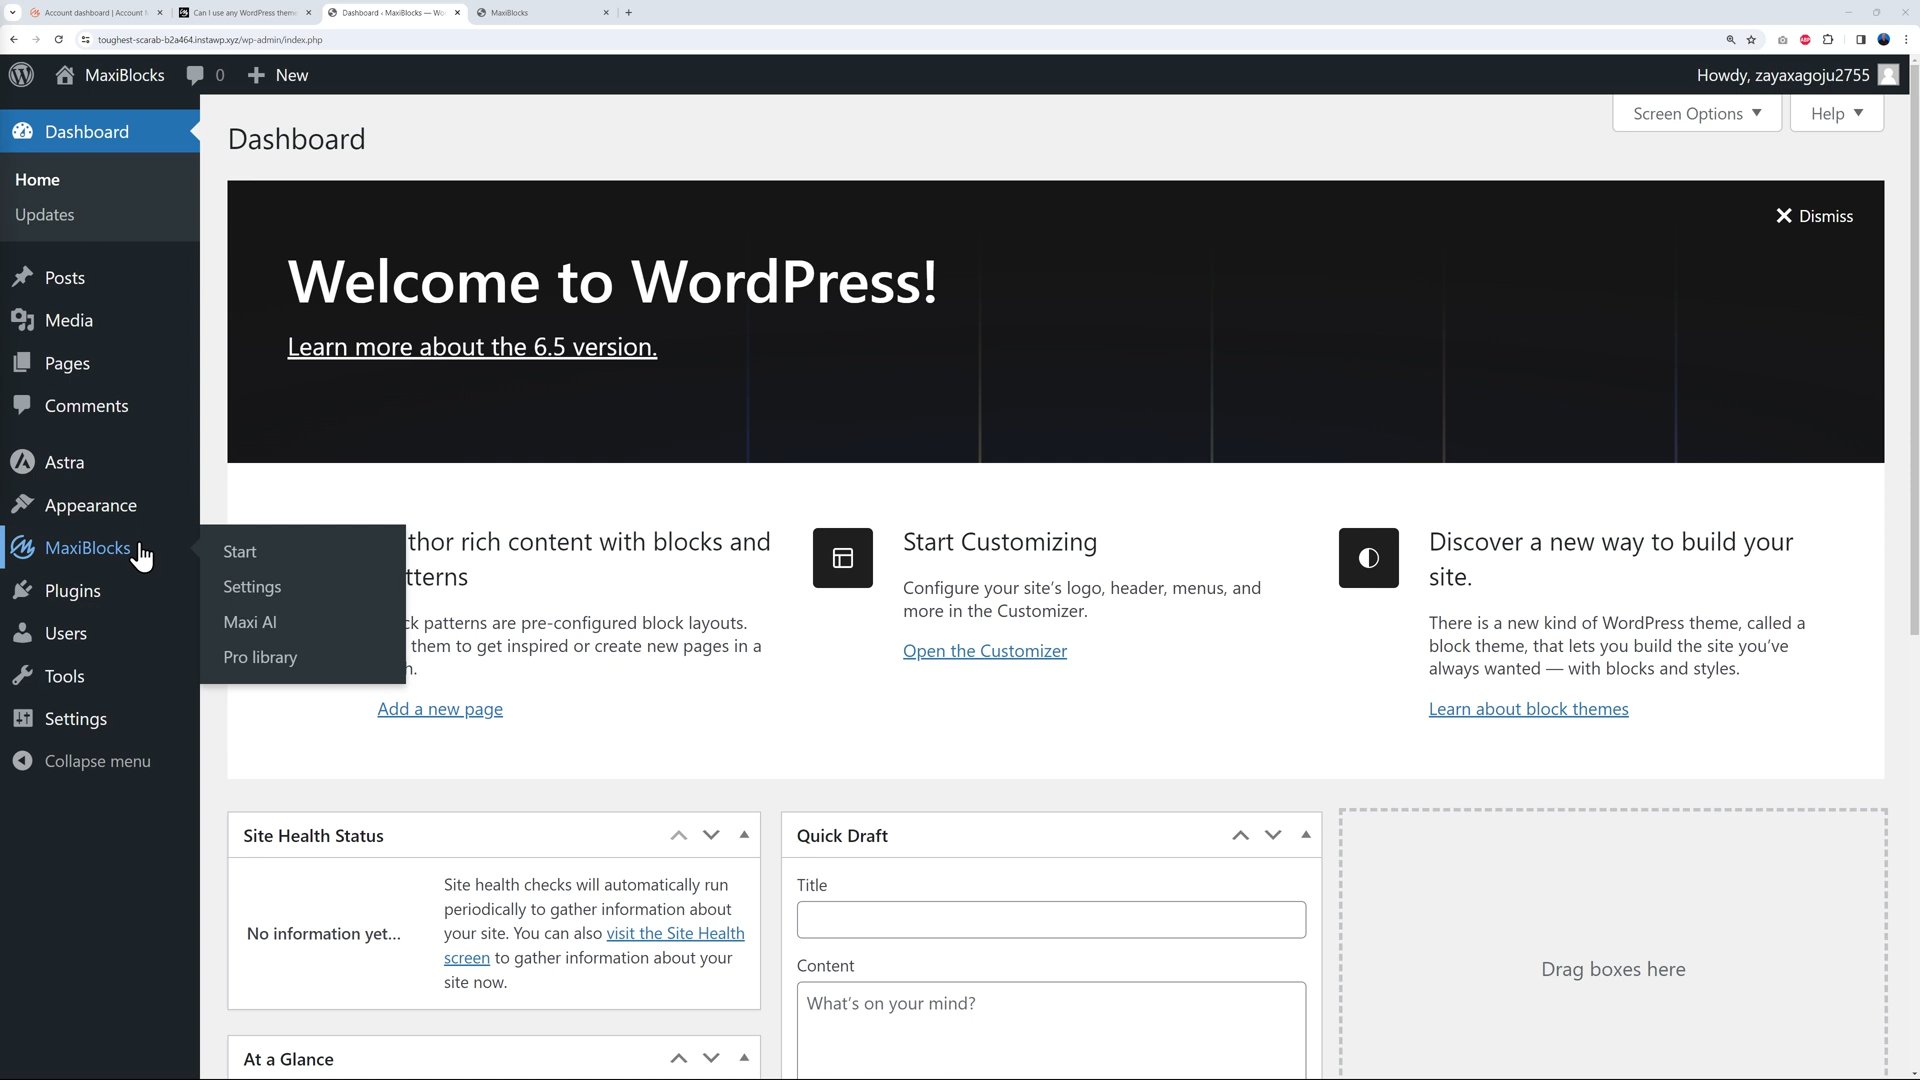 Account dashboard | Account
Can I use any WordPress theme
Dashboard ‹ MaxiBlocks — Wor
MaxiBlocks
toughest-scarab-b2a464.instawp.xyz/wp-admin/index.php
MaxiBlocks
0
New
Howdy, zayaxagoju2755
Dashboard
Home
Updates
Posts
Media
Pages
Comments
Astra
Appearance
MaxiBlocks
Plugins
Users
Tools
Settings
Collapse menu
Start
Settings
Maxi AI
Pro library
Dashboard
Screen Options
Help
Dismiss
Welcome to WordPress!
Learn more about the 6.5 version.
thor rich content with blocks and
tterns
ck patterns are pre-configured block layouts.
them to get inspired or create new pages in a
h.
Add a new page
Start Customizing
Configure your site’s logo, header, menus, and
more in the Customizer.
Open the Customizer
Discover a new way to build your
site.
There is a new kind of WordPress theme, called a
block theme, that lets you build the site you’ve
always wanted — with blocks and styles.
Learn about block themes
Site Health Status
No information yet…
Site health checks will automatically run
periodically to gather information about
your site. You can also visit the Site Health
screen to gather information about your
site now.
At a Glance
Quick Draft
Title
Content
What’s on your mind?
Drag boxes here